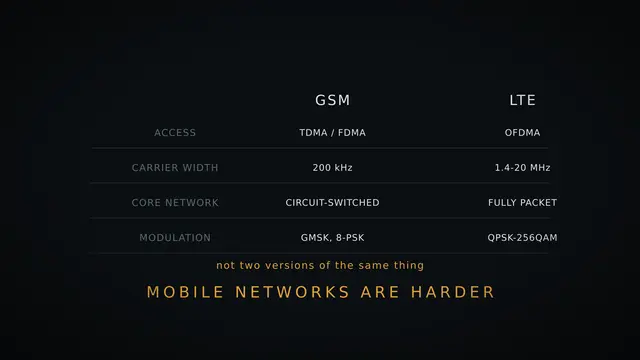 GSM LTE
ACCESS TDMA / FDMA OFDMA
CARRIER WIDTH 200 kHz 1.4-20 MHz
CORE NETWORK CIRCUIT-SWITCHED FULLY PACKET
MODULATION GMSK, 8-PSK QPSK-256QAM
not two versions of the same thing
MOBILE NETWORKS ARE HARDER